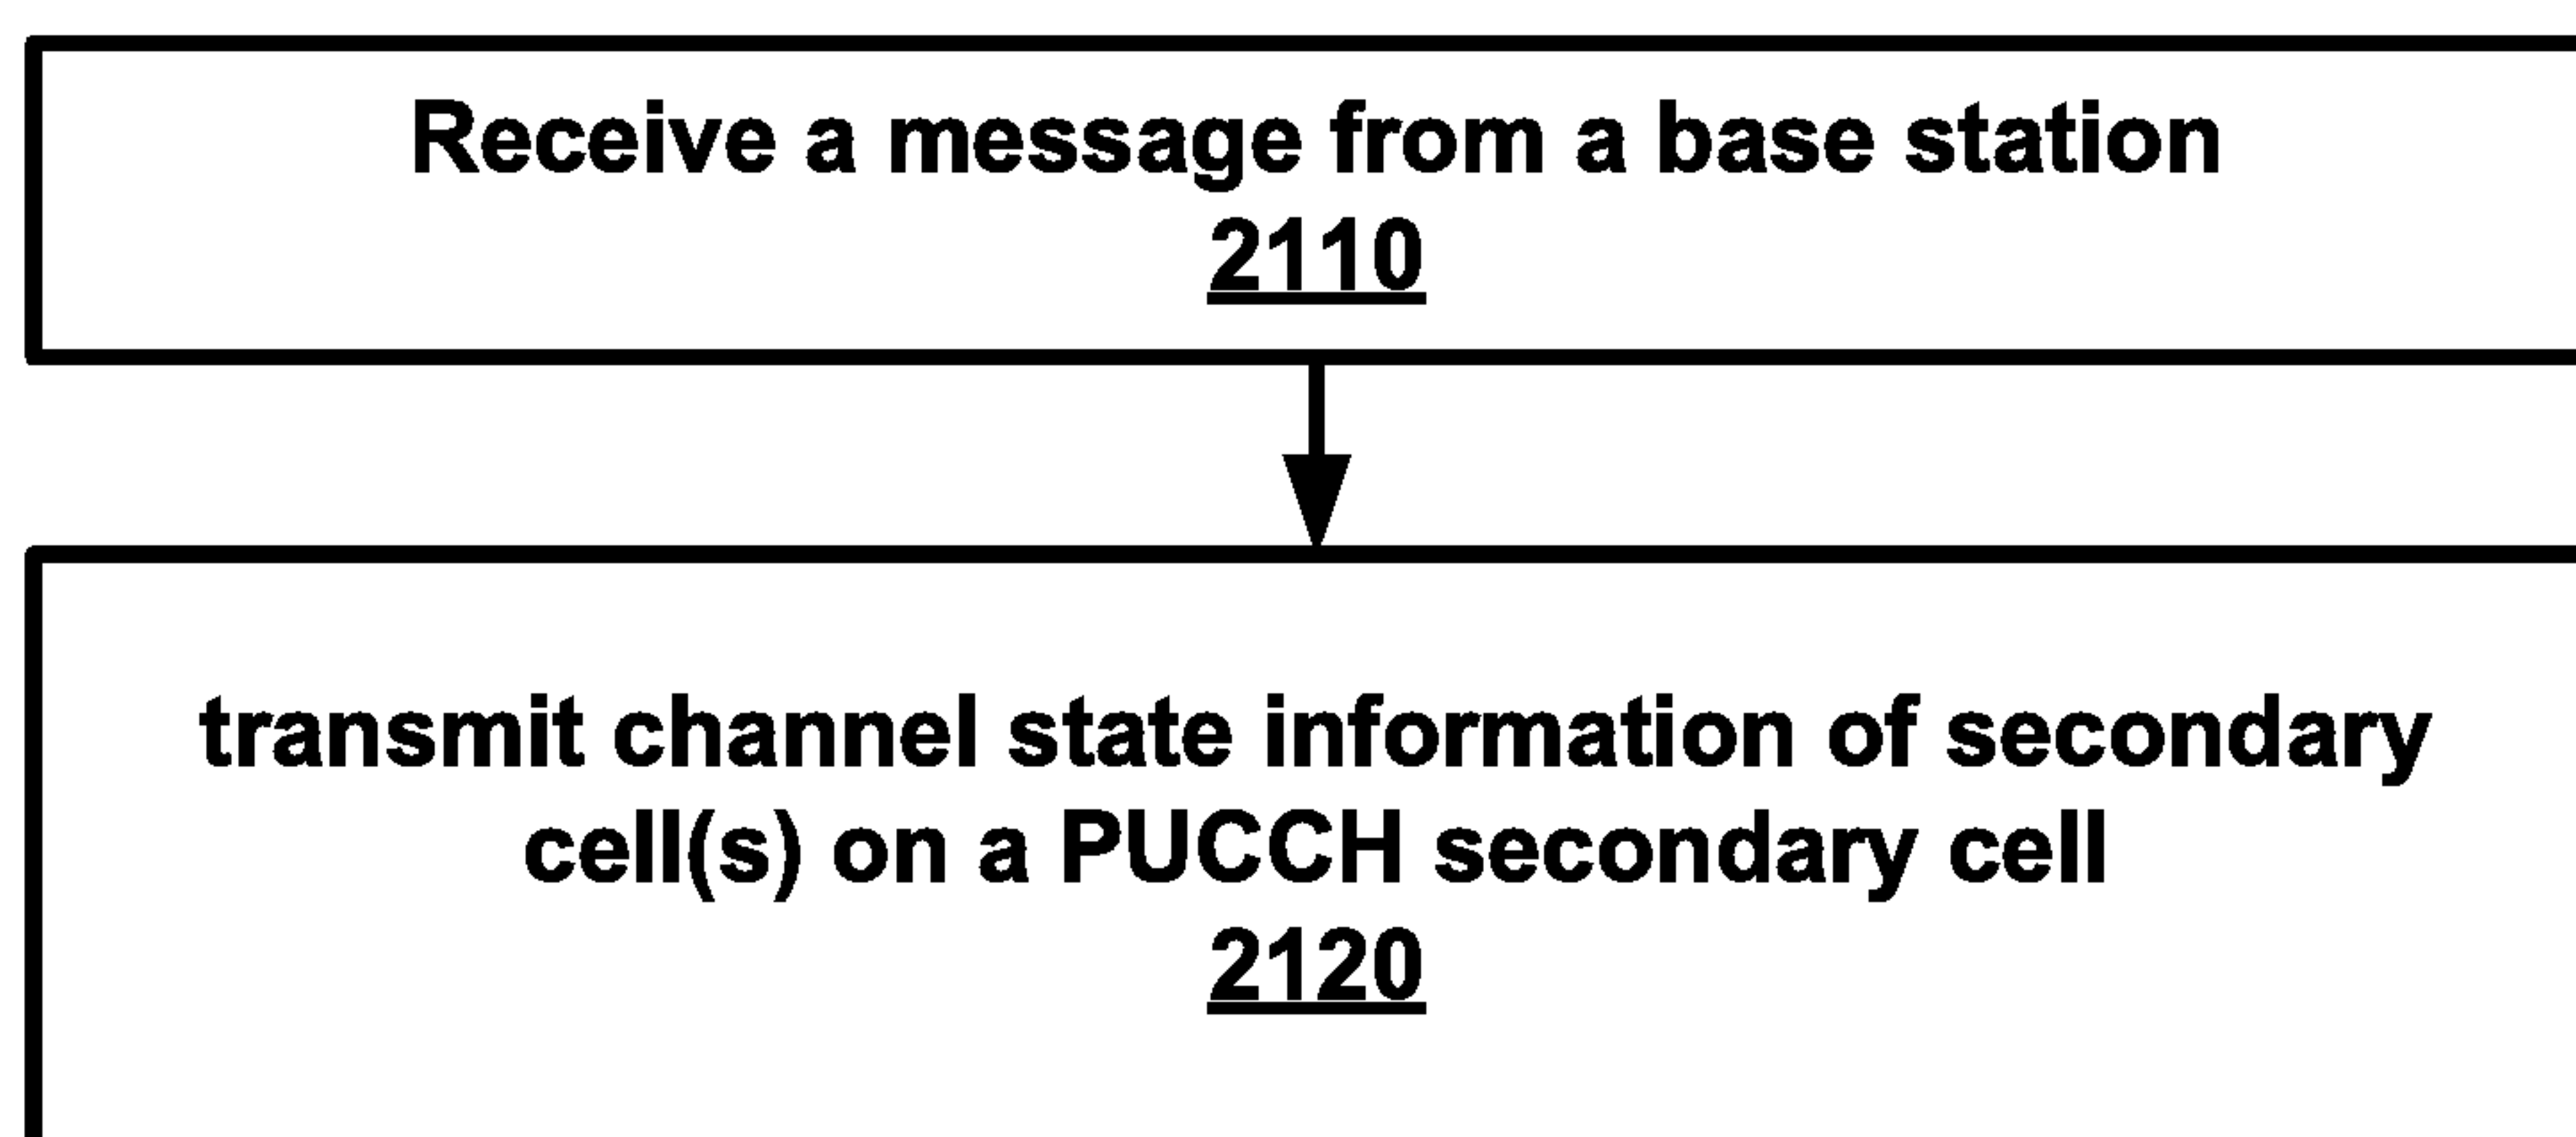 Receive a message from a base station
2110
transmit channel state information of secondary
cell(s) on a PUCCH secondary cell
2120